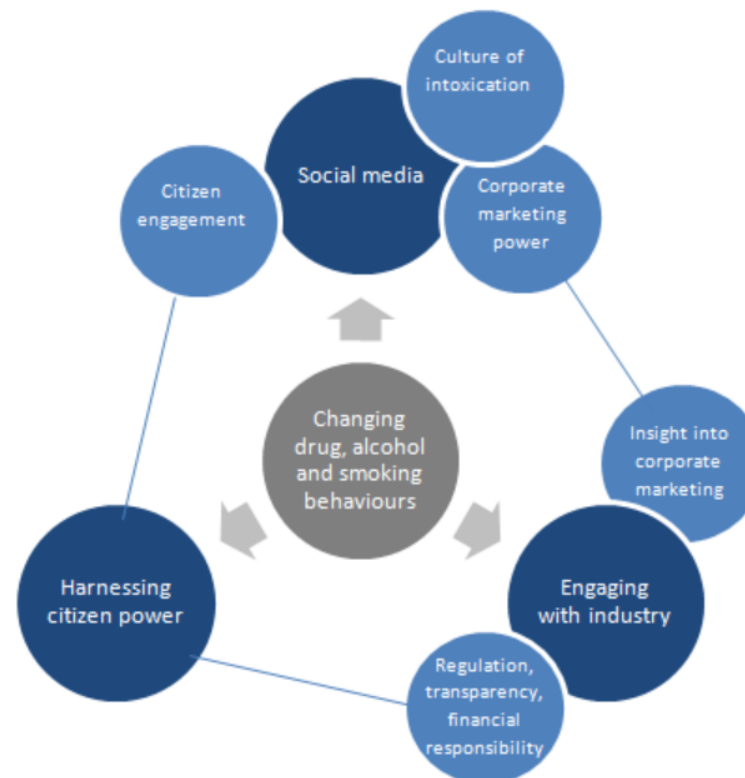 Culture of
intoxication
Social media
Citizen
engagement
Corporate
marketing
power
Changing
drug, alcohol
and smoking
behaviours
Insight into
corporate
marketing
Harnessing
citizen power
Engaging
with industry
Regulation,
transparency,
financial
responsibility